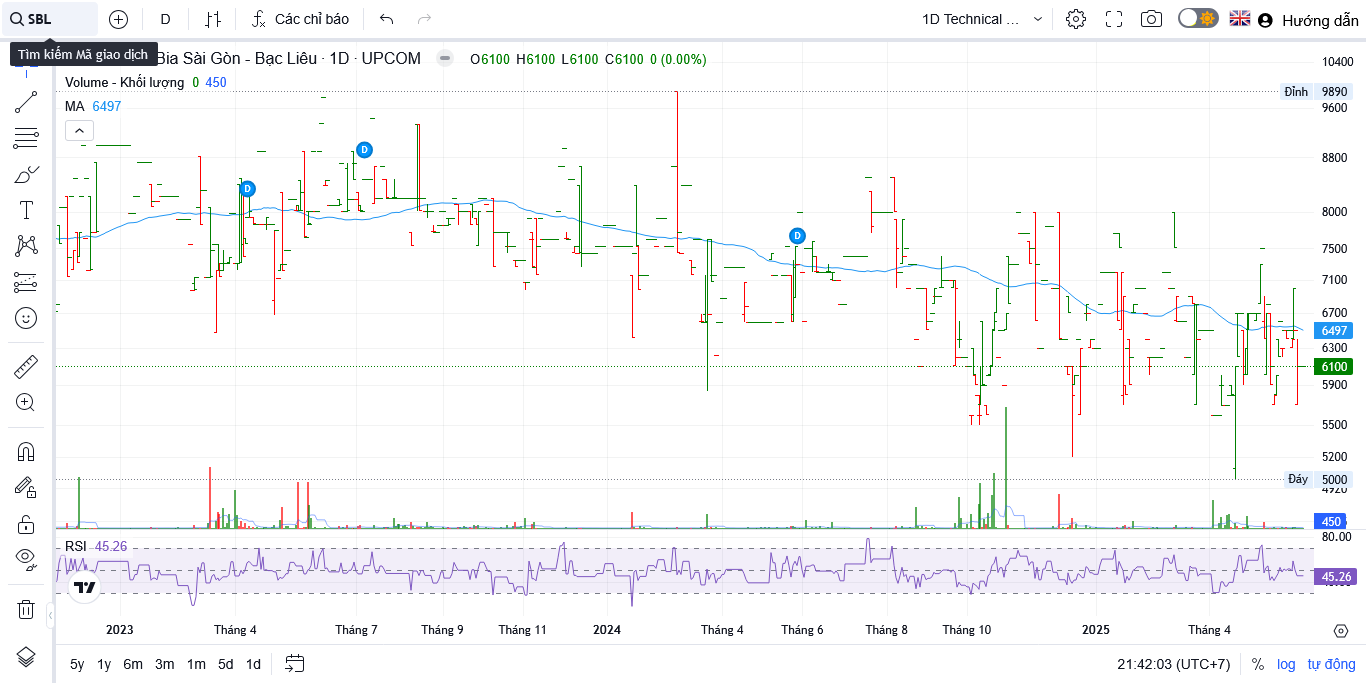 SBL D Các chỉ báo 1D Technical ... Hướng dẫn
Tìm kiếm Mã giao dịch
Bia Sài Gòn - Bạc Liêu · 1D · UPCOM O6100 H6100 L6100 C6100 0 (0.00%)
Volume - Khối lượng 0 450
MA 6497
10400
Đỉnh 9890
9600
8800
8000
7500
7100
6700
6497
6300
6100
5900
5500
5200
Đáy 5000
4920
450
D
D
D
RSI 45.26
80.00
45.26
2023 Tháng 4 Tháng 7 Tháng 9 Tháng 11 2024 Tháng 4 Tháng 6 Tháng 8 Tháng 10 2025 Tháng 4
5y 1y 6m 3m 1m 5d 1d 21:42:03 (UTC+7) % log tự động